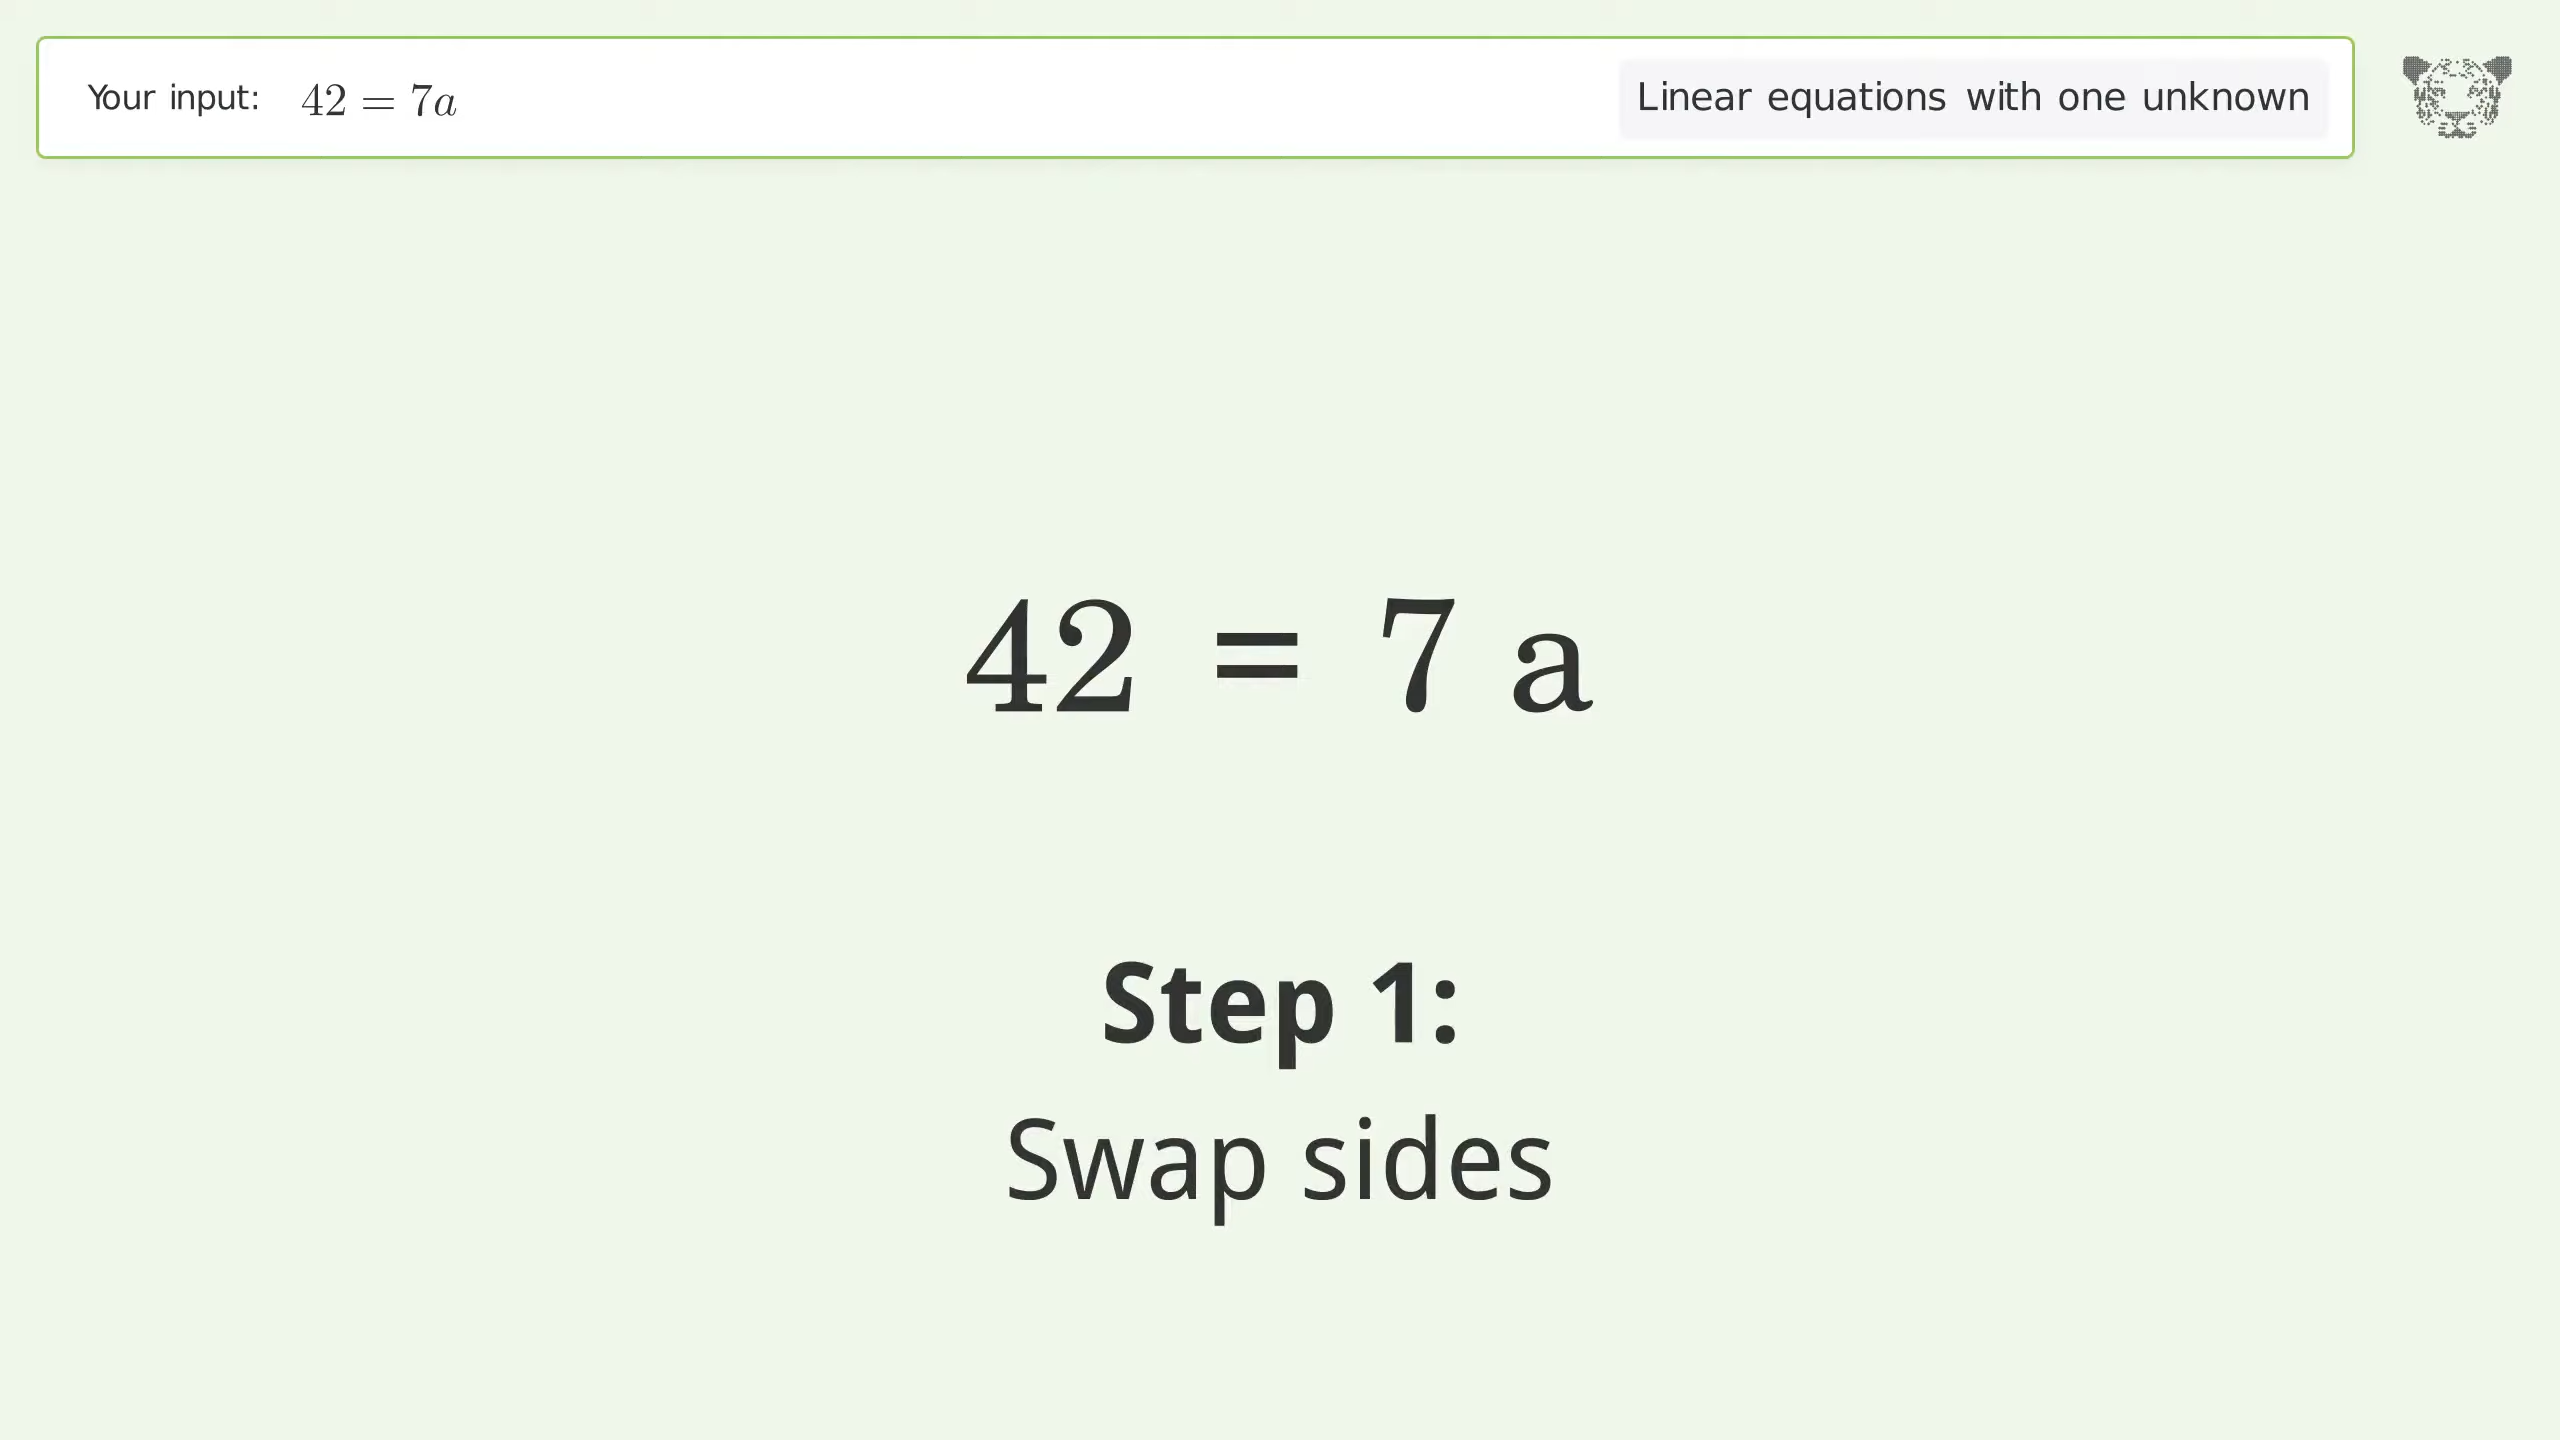 Your input: 42 = 7a
Linear equations with one unknown
42 = 7 a
Step 1:
Swap sides